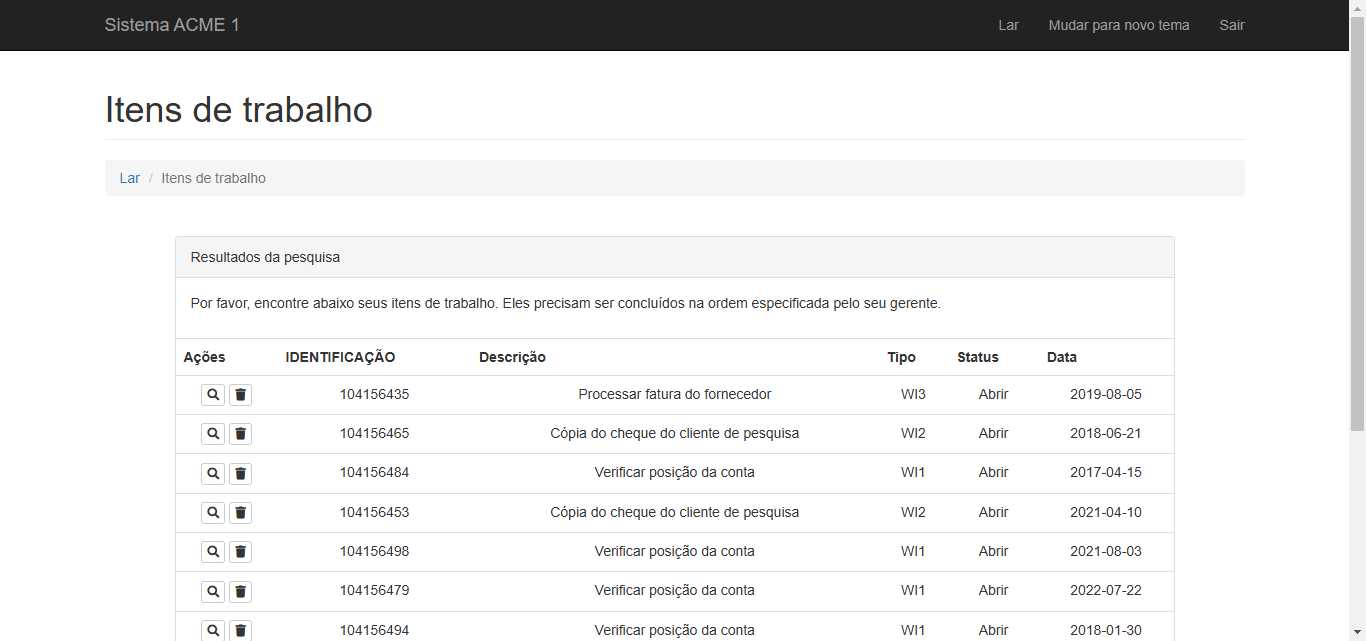 Sistema ACME 1 Lar Mudar para novo tema Sair
Itens de trabalho
Lar / Itens de trabalho
Resultados da pesquisa
Por favor, encontre abaixo seus itens de trabalho. Eles precisam ser concluídos na ordem especificada pelo seu gerente.
Ações IDENTIFICAÇÃO Descrição Tipo Status Data
104156435 Processar fatura do fornecedor WI3 Abrir 2019-08-05
104156465 Cópia do cheque do cliente de pesquisa WI2 Abrir 2018-06-21
104156484 Verificar posição da conta WI1 Abrir 2017-04-15
104156453 Cópia do cheque do cliente de pesquisa WI2 Abrir 2021-04-10
104156498 Verificar posição da conta WI1 Abrir 2021-08-03
104156479 Verificar posição da conta WI1 Abrir 2022-07-22
104156494 Verificar posição da conta WI1 Abrir 2018-01-30